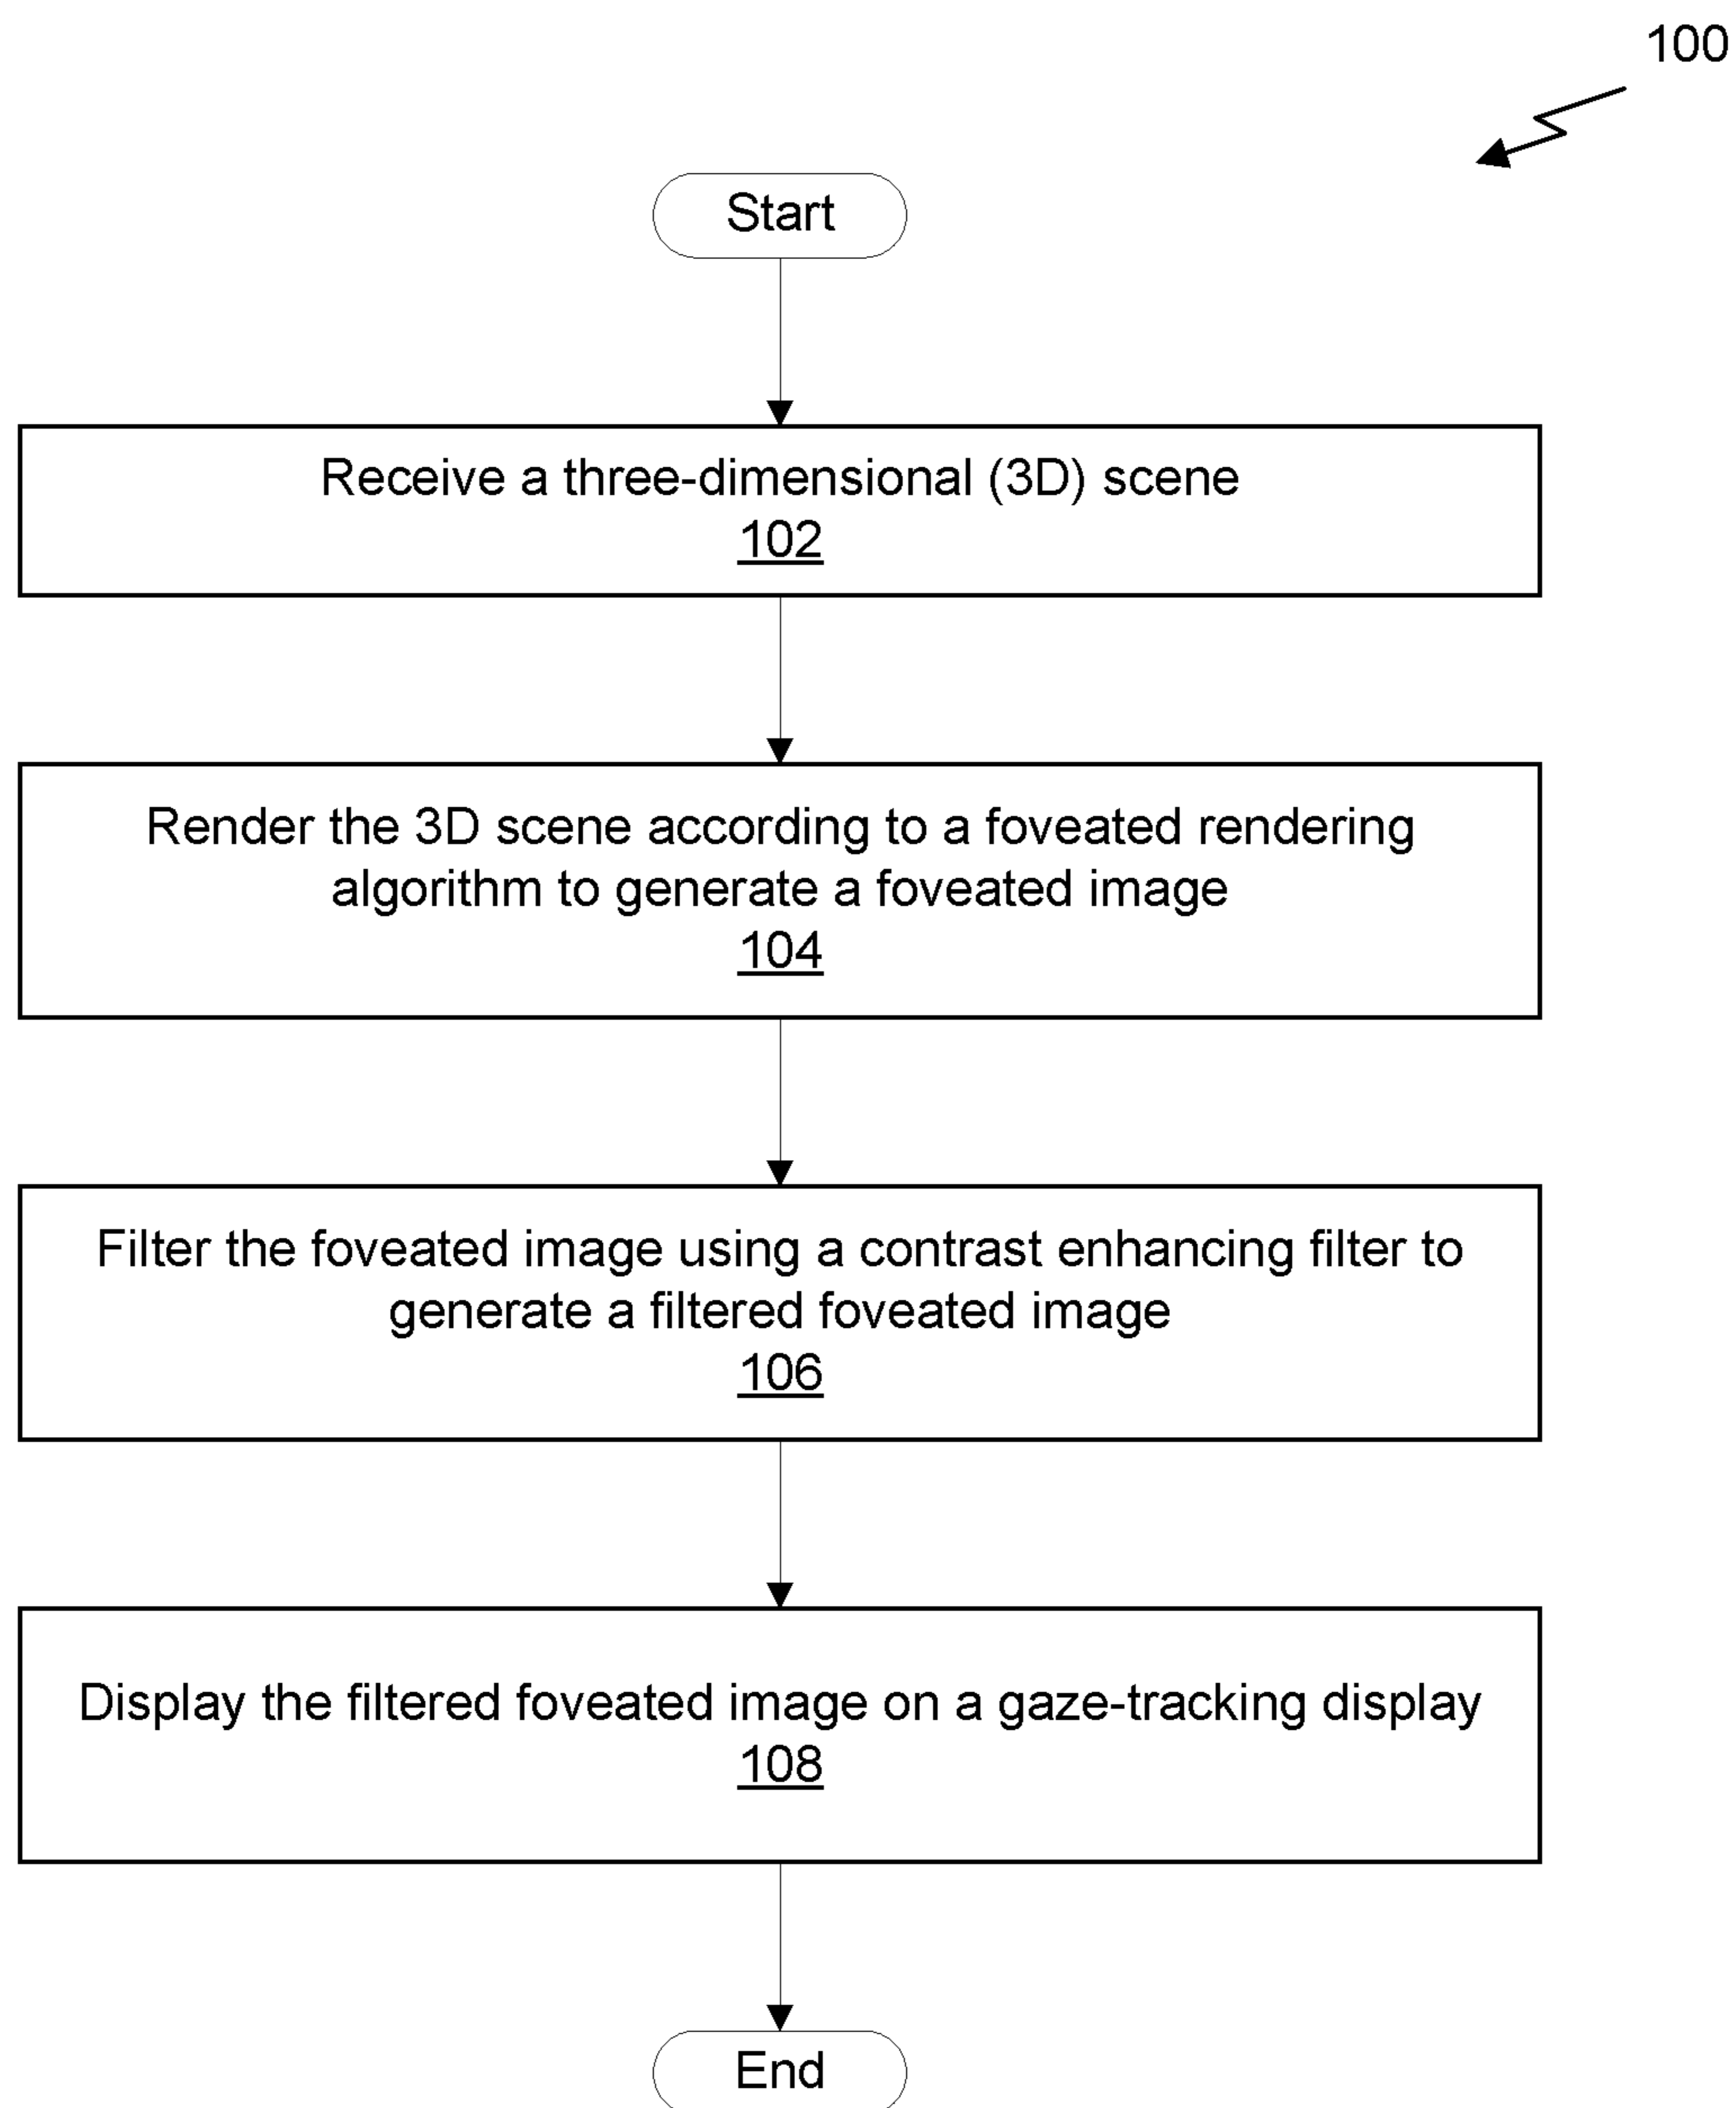 100
Start
Receive a three-dimensional (3D) scene
102
Render the 3D scene according to a foveated rendering
algorithm to generate a foveated image
104
Filter the foveated image using a contrast enhancing filter to
generate a filtered foveated image
106
Display the filtered foveated image on a gaze-tracking display
108
End